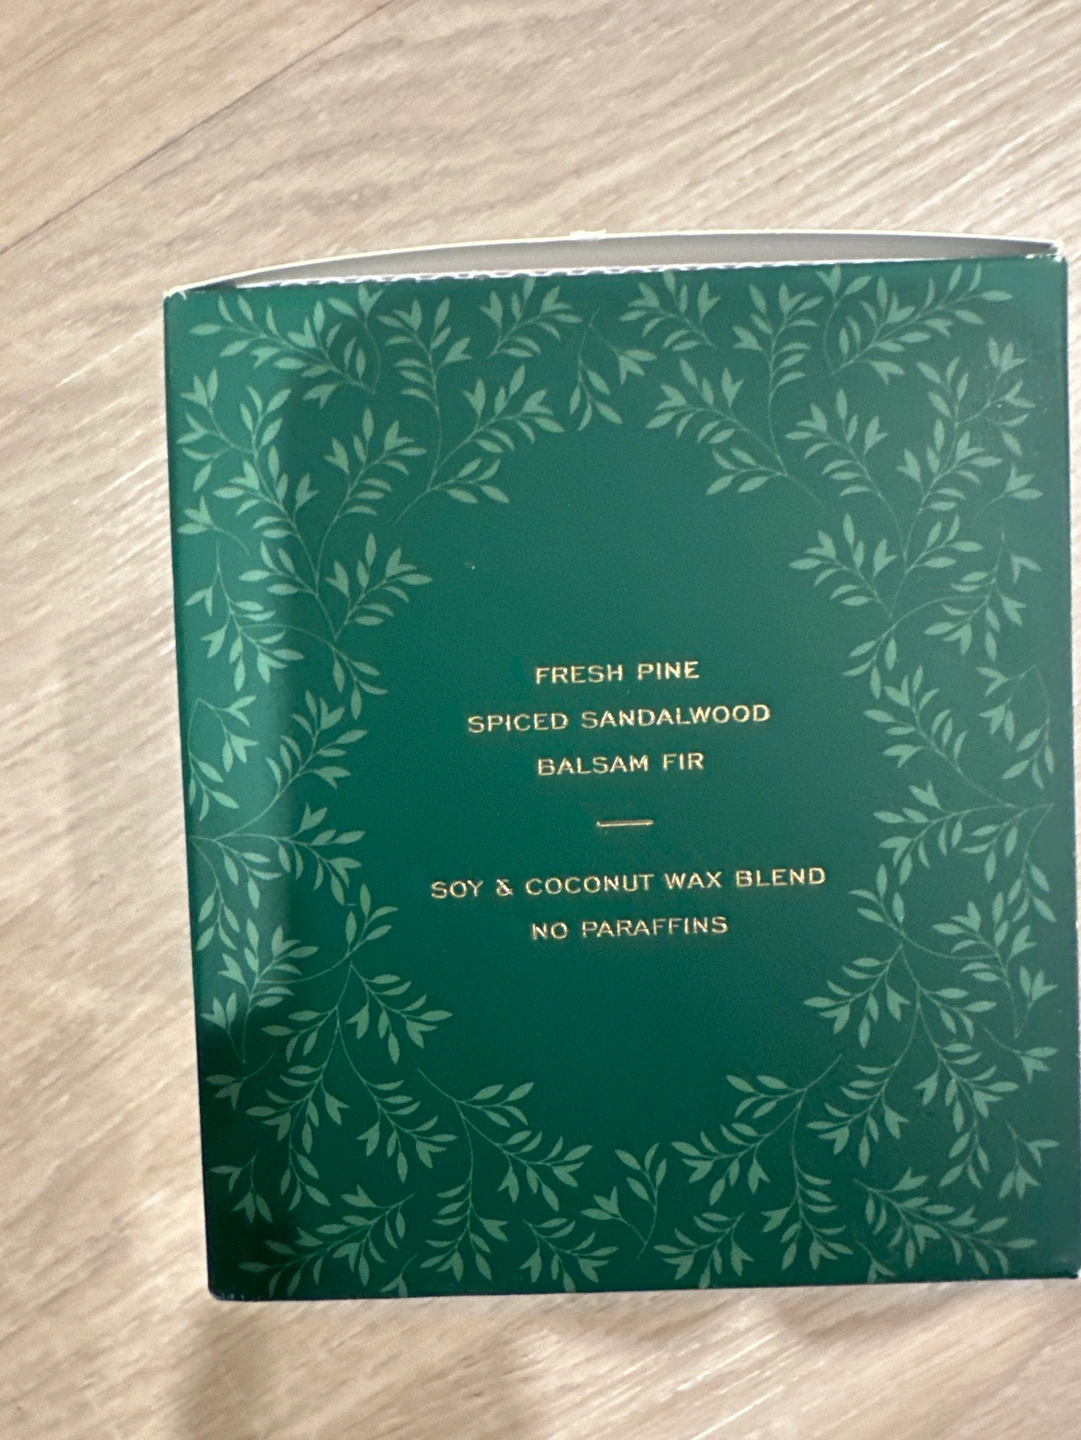 FRESH PINE
SPICED SANDALWOOD
BALSAM FIR
SOY & COCONUT WAX BLEND
NO PARAFFINS